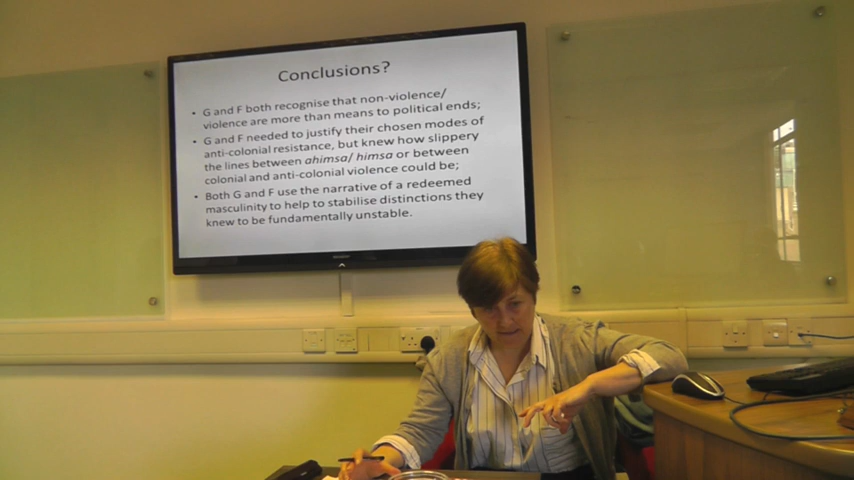 Conclusions?
• G and F both recognise that non-violence/
violence are more than means to political ends;
• G and F needed to justify their chosen modes of
anti-colonial resistance, but knew how slippery
the lines between ahimsa/ himsa or between
colonial and anti-colonial violence could be;
• Both G and F use the narrative of a redeemed
masculinity to help to stabilise distinctions they
knew to be fundamentally unstable.